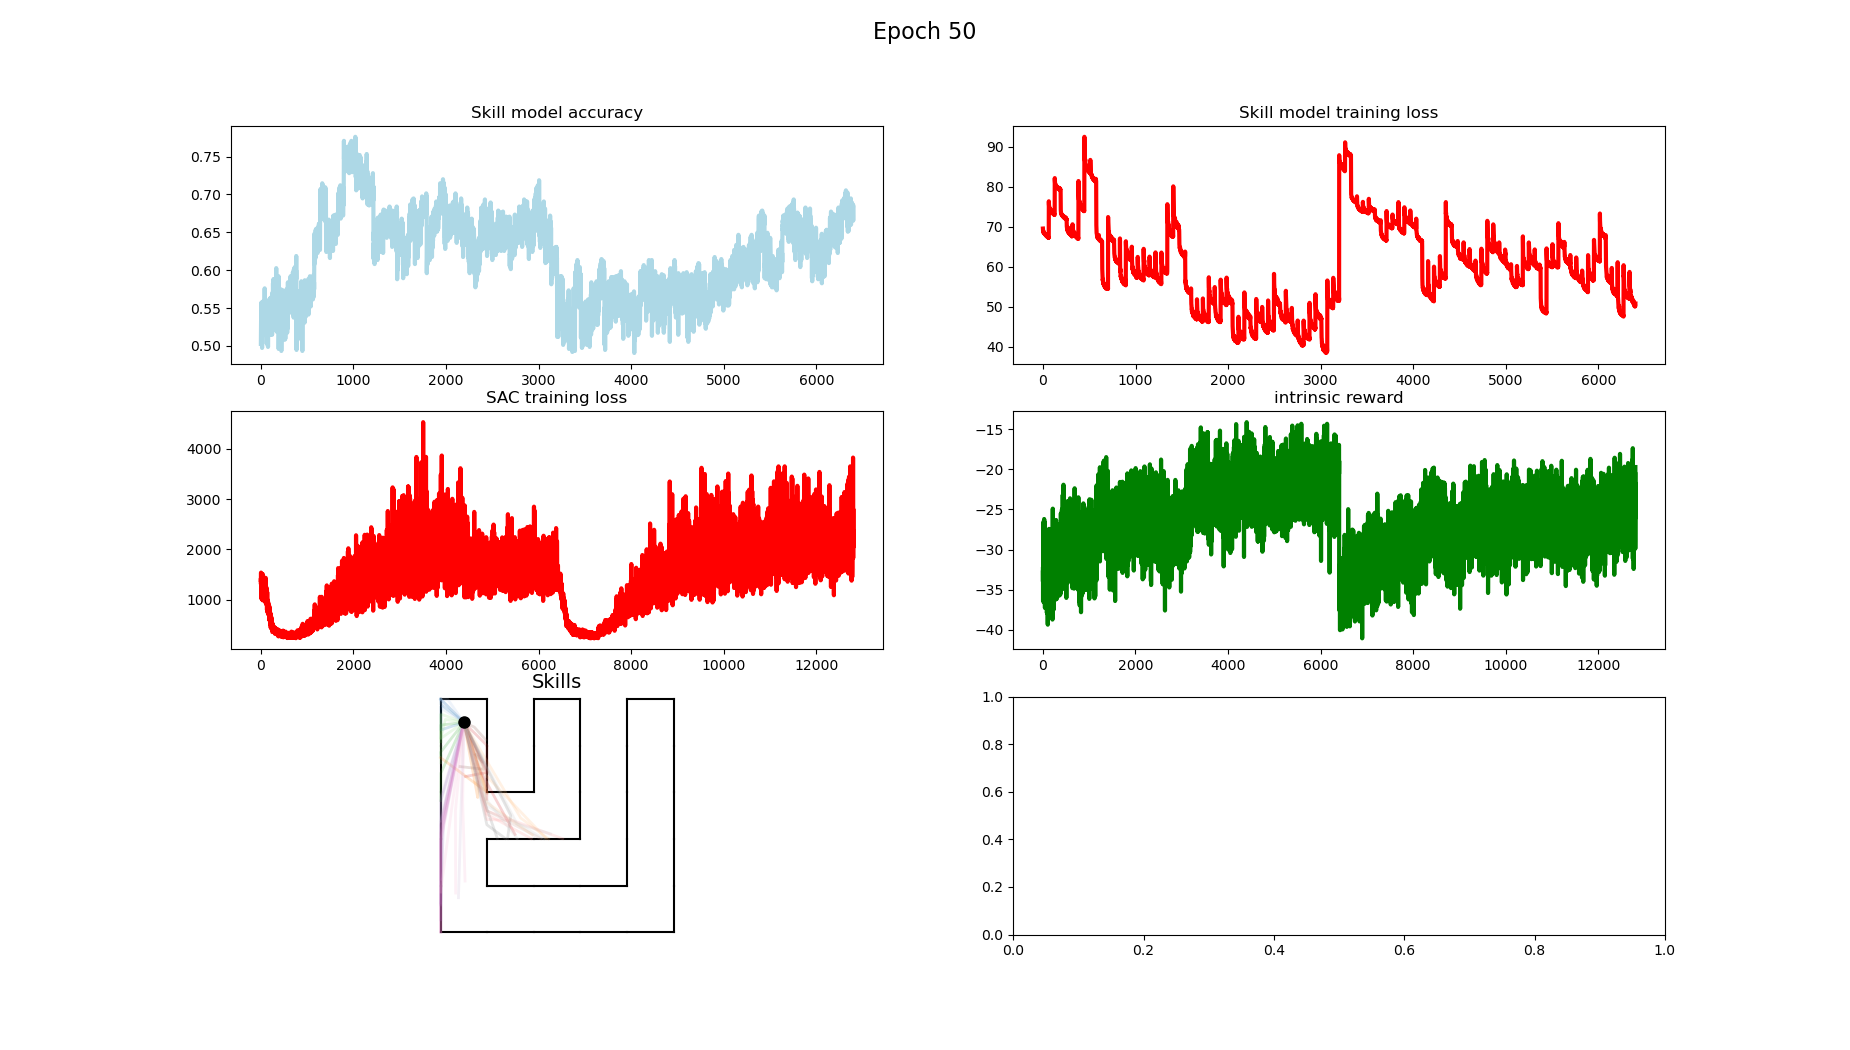 Epoch 50
Skill model accuracy
0.75
0.70
0.65
0.60
0.55
0.50
0 1000 2000 3000 4000 5000 6000
Skill model training loss
90
80
70
60
50
40
0 1000 2000 3000 4000 5000 6000
SAC training loss
4000
3000
2000
1000
0 2000 4000 6000 8000 10000 12000
intrinsic reward
−15
−20
−25
−30
−35
−40
0 2000 4000 6000 8000 10000 12000
Skills
1.0
0.8
0.6
0.4
0.2
0.0
0.0 0.2 0.4 0.6 0.8 1.0